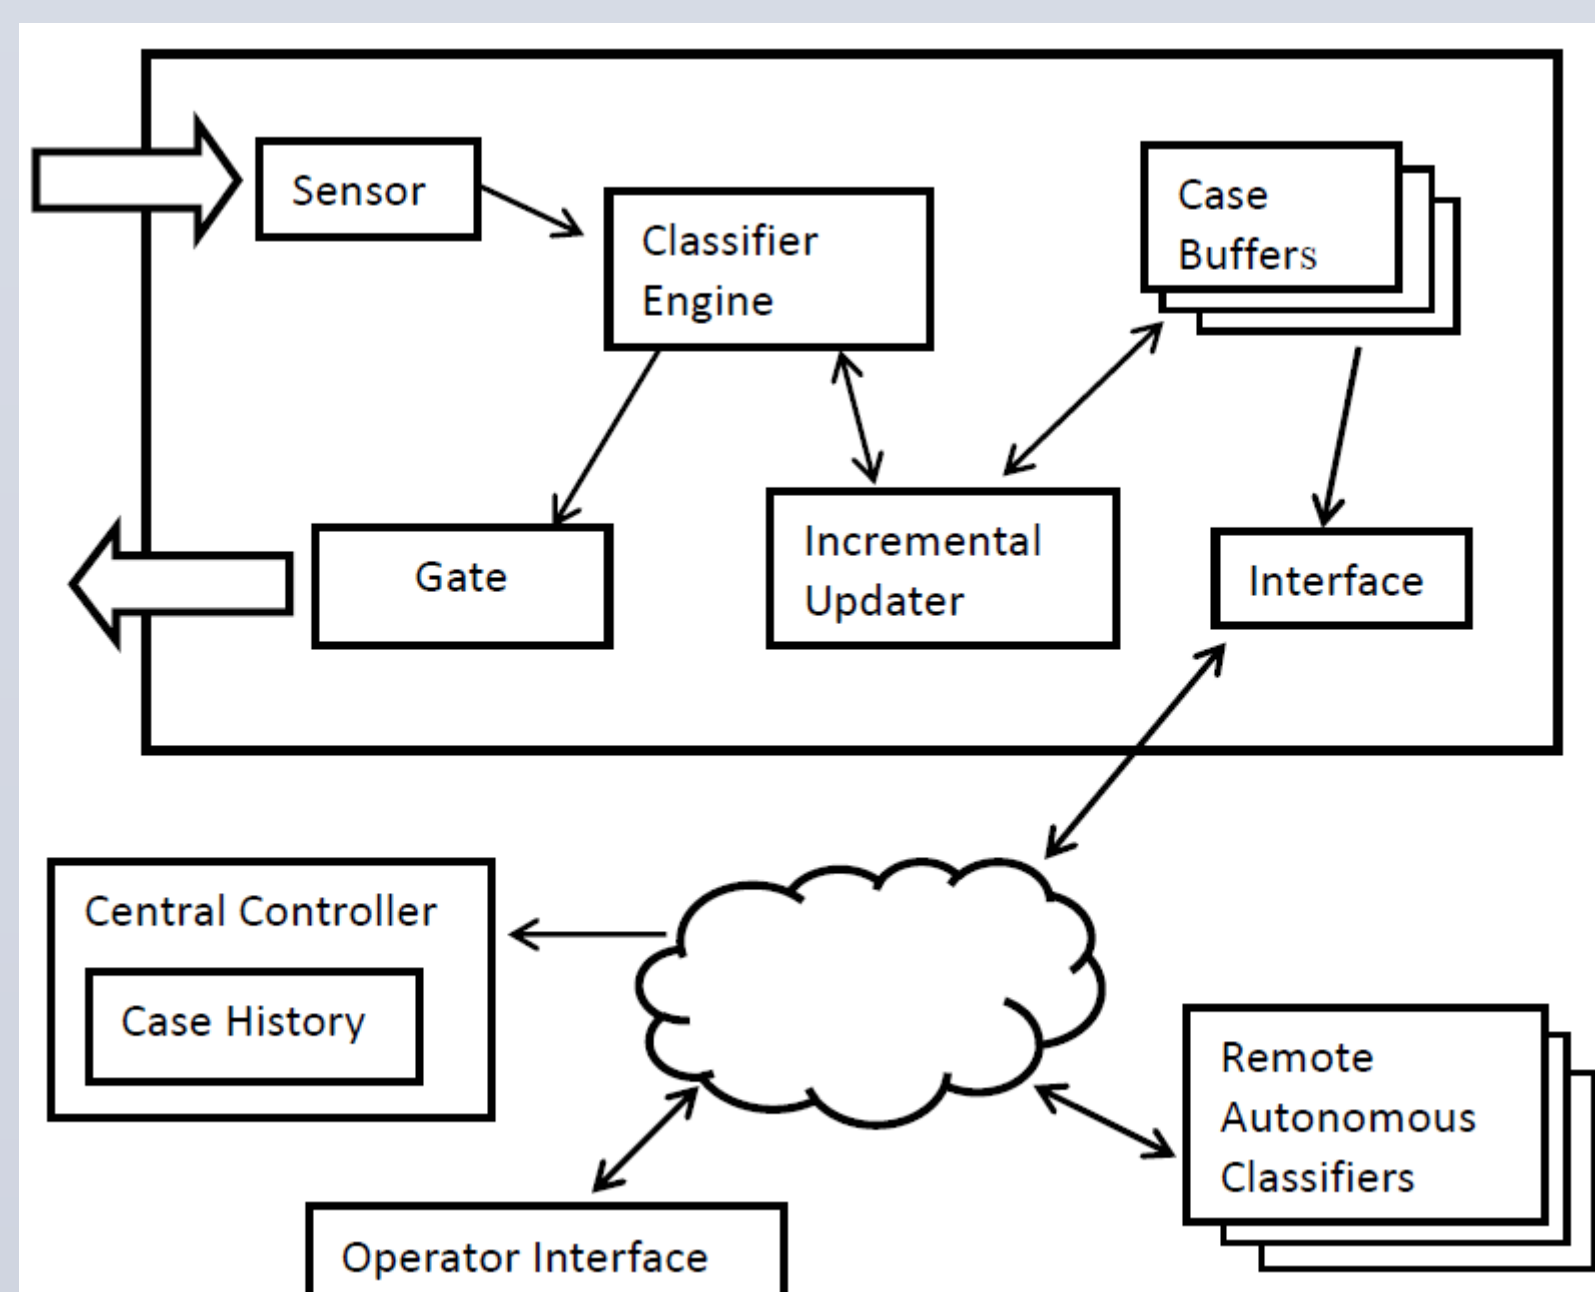 Sensor
Classifier
Engine
Case
Buffers
Gate
Incremental
Updater
Interface
Central Controller
Case History
Remote
Autonomous
Classifiers
Operator Interface